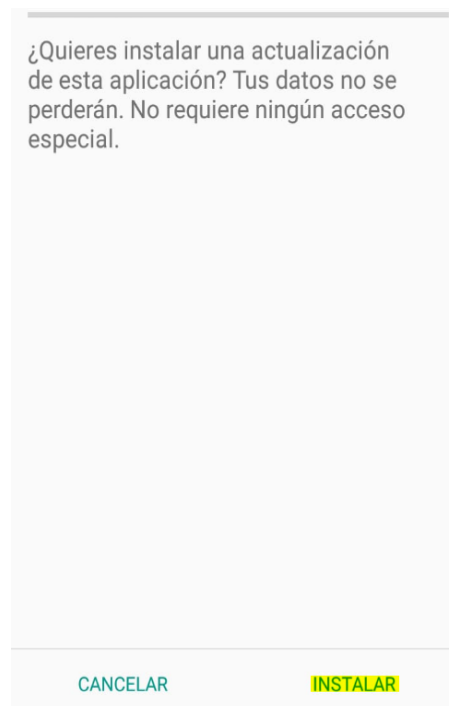 ¿Quieres instalar una actualización
de esta aplicación? Tus datos no se
perderán. No requiere ningún acceso
especial.
CANCELAR INSTALAR